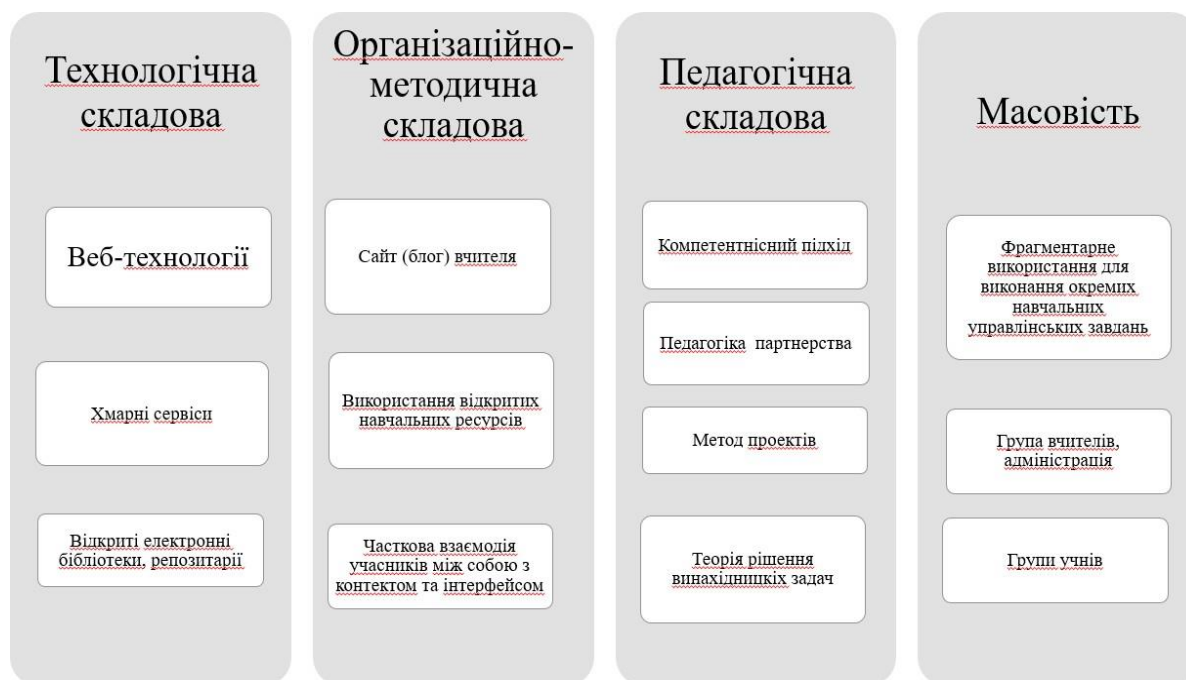 Технологічна
складова
Веб-технології
Хмарні сервіси
Відкриті електронні
бібліотеки, репозитарії
Організаційно-
методична
складова
Сайт (блог) вчителя
Використання відкритих
навчальних ресурсів
Часткова взаємодія
учасників між собою з
контектом та інтерфейсом
Педагогічна
складова
Компетентнісний підхід
Педагогіка партнерства
Метод проектів
Теорія рішення
винахіднишкіх задач
Масовість
Фрагментарне
використання для
виконання окремих
навчальних
управлінських завдань
Група вчителів,
адміністрація
Групи учнів